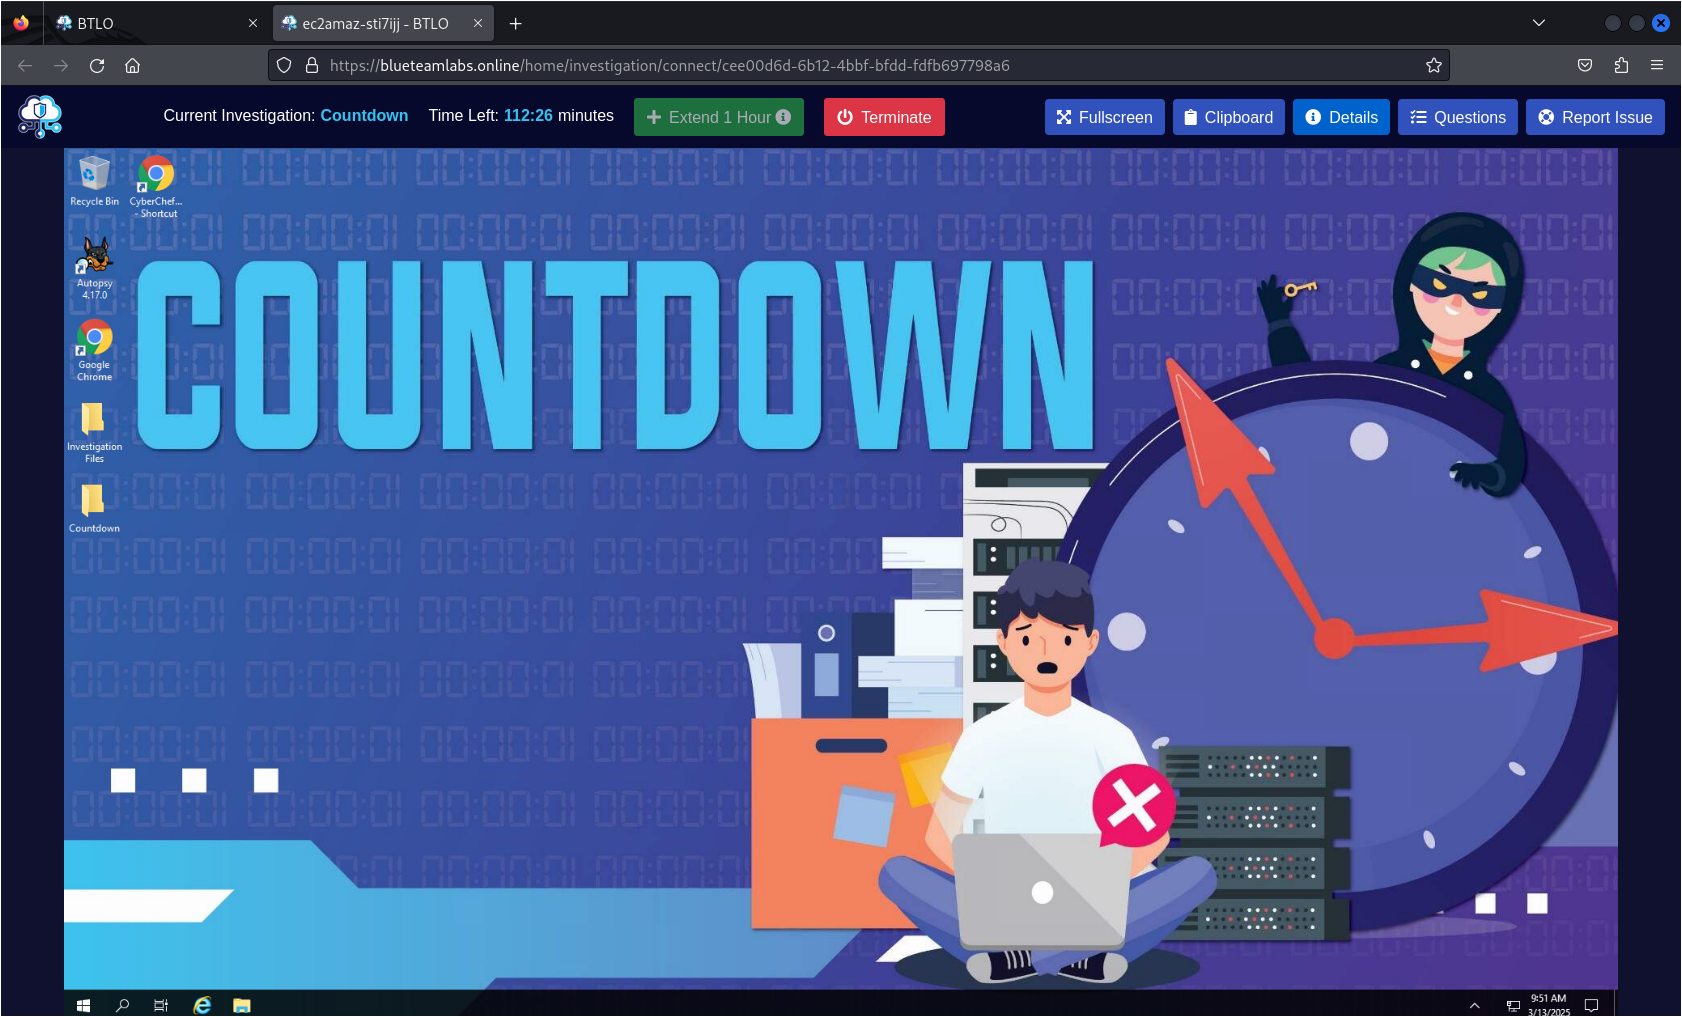 BTLO
ec2amaz-sti7ijj - BTLO
https://blueteamlabs.online/home/investigation/connect/cee00d6d-6b12-4bbf-bfdd-fdfb697798a6
Current Investigation: Countdown Time Left: 112:26 minutes Extend 1 Hour Terminate Fullscreen Clipboard Details Questions Report Issue
Recycle Bin
CyberChef...
- Shortcut
Autopsy
4.17.0
Google
Chrome
Investigation
Files
Countdown
COUNTDOWN
9:51 AM
3/13/2025